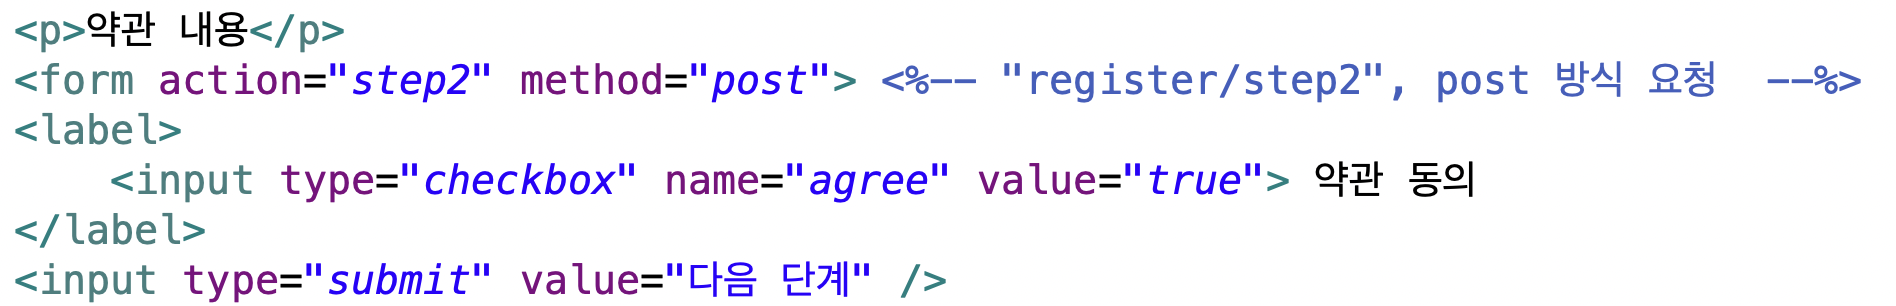 <p>약관 내용</p>
<form action="step2" method="post"> <%-- "register/step2", post 방식 요청  --%>
<label>
    <input type="checkbox" name="agree" value="true"> 약관 동의
</label>
<input type="submit" value="다음 단계" />